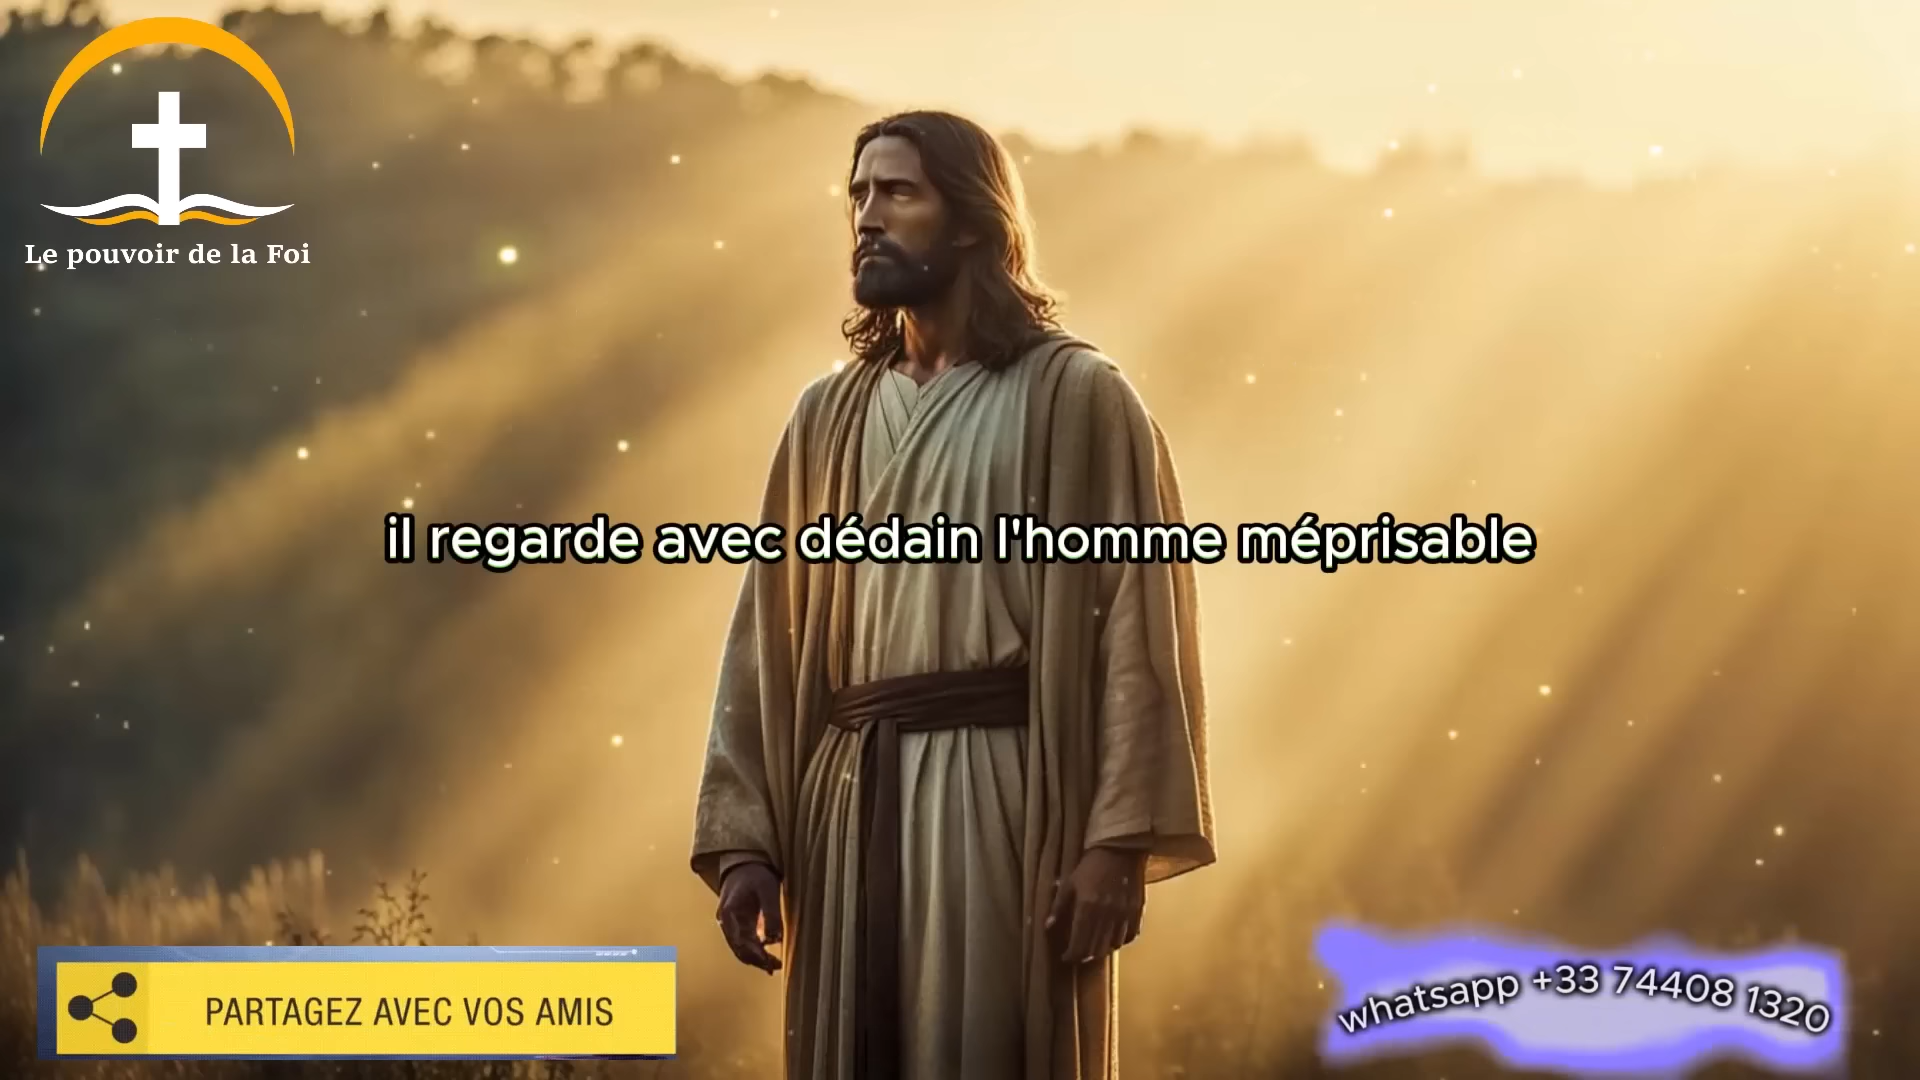 Le pouvoir de la Foi
il regarde avec dédain l'homme méprisable
PARTAGEZ AVEC VOS AMIS
whatsapp +33 74408 1320